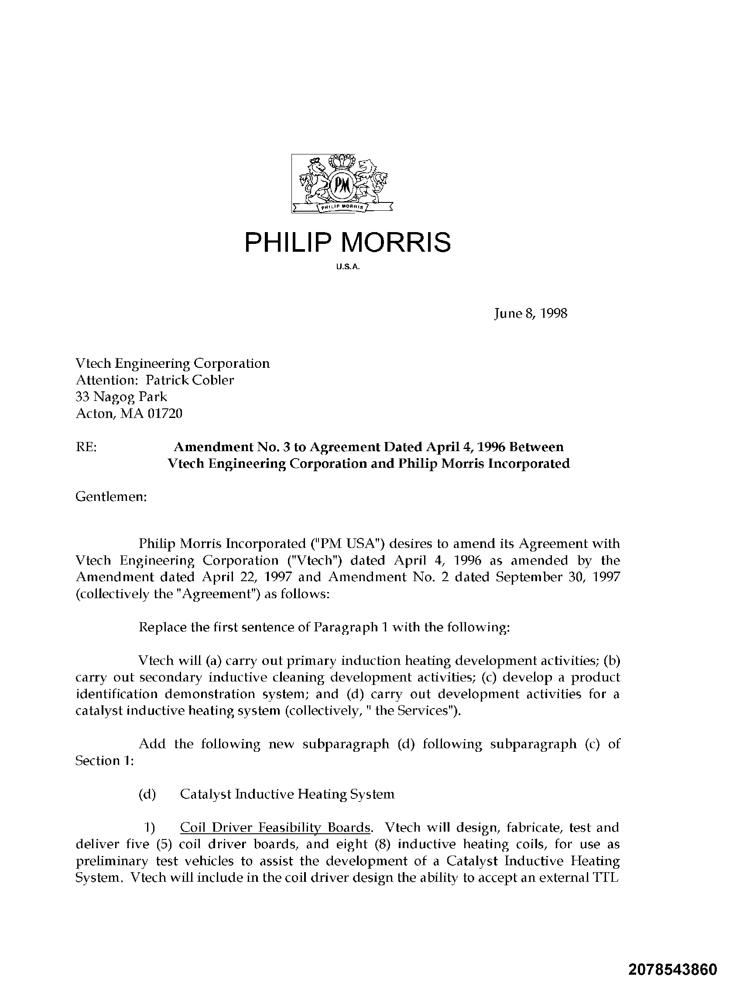 PM
PHILIP MORRIS
PHILIP MORRIS
U.S.A.
June 8, 1998
Vtech Engineering Corporation
Attention: Patrick Cobler
33 Nagog Park
Acton, MA 01720
RE: Amendment No. 3 to Agreement Dated April 4, 1996 Between
Vtech Engineering Corporation and Philip Morris Incorporated
Gentlemen:
Philip Morris Incorporated ("PM USA") desires to amend its Agreement with
Vtech Engineering Corporation ("Vtech") dated April 4, 1996 as amended by the
Amendment dated April 22, 1997 and Amendment No. 2 dated September 30, 1997
(collectively the "Agreement") as follows:
Replace the first sentence of Paragraph 1 with the following:
Vtech will (a) carry out primary induction heating development activities; (b)
carry out secondary inductive cleaning development activities; (c) develop a product
identification demonstration system; and (d) carry out development activities for a
catalyst inductive heating system (collectively, " the Services").
Add the following new subparagraph (d) following subparagraph (c) of
Section 1:
(d) Catalyst Inductive Heating System
1) Coil Driver Feasibility Boards. Vtech will design, fabricate, test and
deliver five (5) coil driver boards, and eight (8) inductive heating coils, for use as
preliminary test vehicles to assist the development of a Catalyst Inductive Heating
System. Vtech will include in the coil driver design the ability to accept an external TTL
2078543860